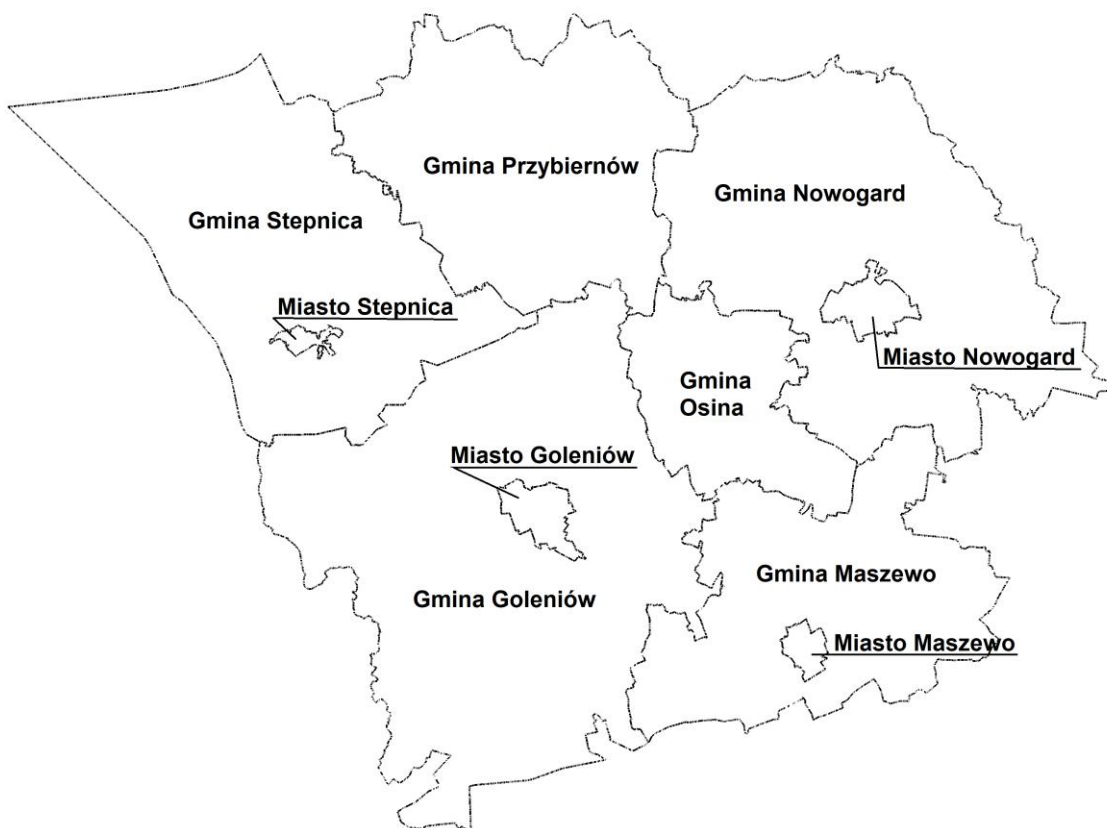 Gmina Przybiernów
Gmina Nowogard
Gmina Stepnica
Miasto Stepnica
Miasto Nowogard
Gmina
Osina
Miasto Goleniów
Gmina Maszewo
Gmina Goleniów
Miasto Maszewo